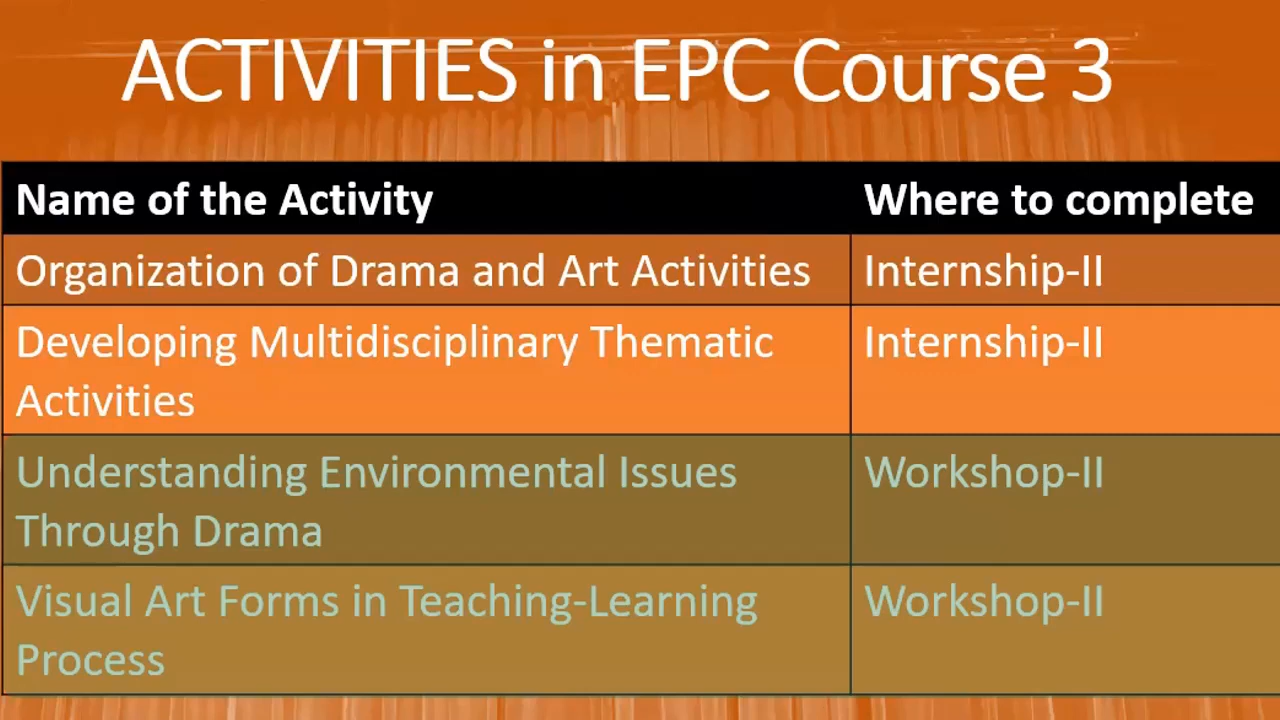 ACTIVITIES in EPC Course 3
Name of the Activity Where to complete
Organization of Drama and Art Activities Internship-II
Developing Multidisciplinary Thematic Internship-II
Activities
Understanding Environmental Issues Workshop-II
Through Drama
Visual Art Forms in Teaching-Learning Workshop-II
Process